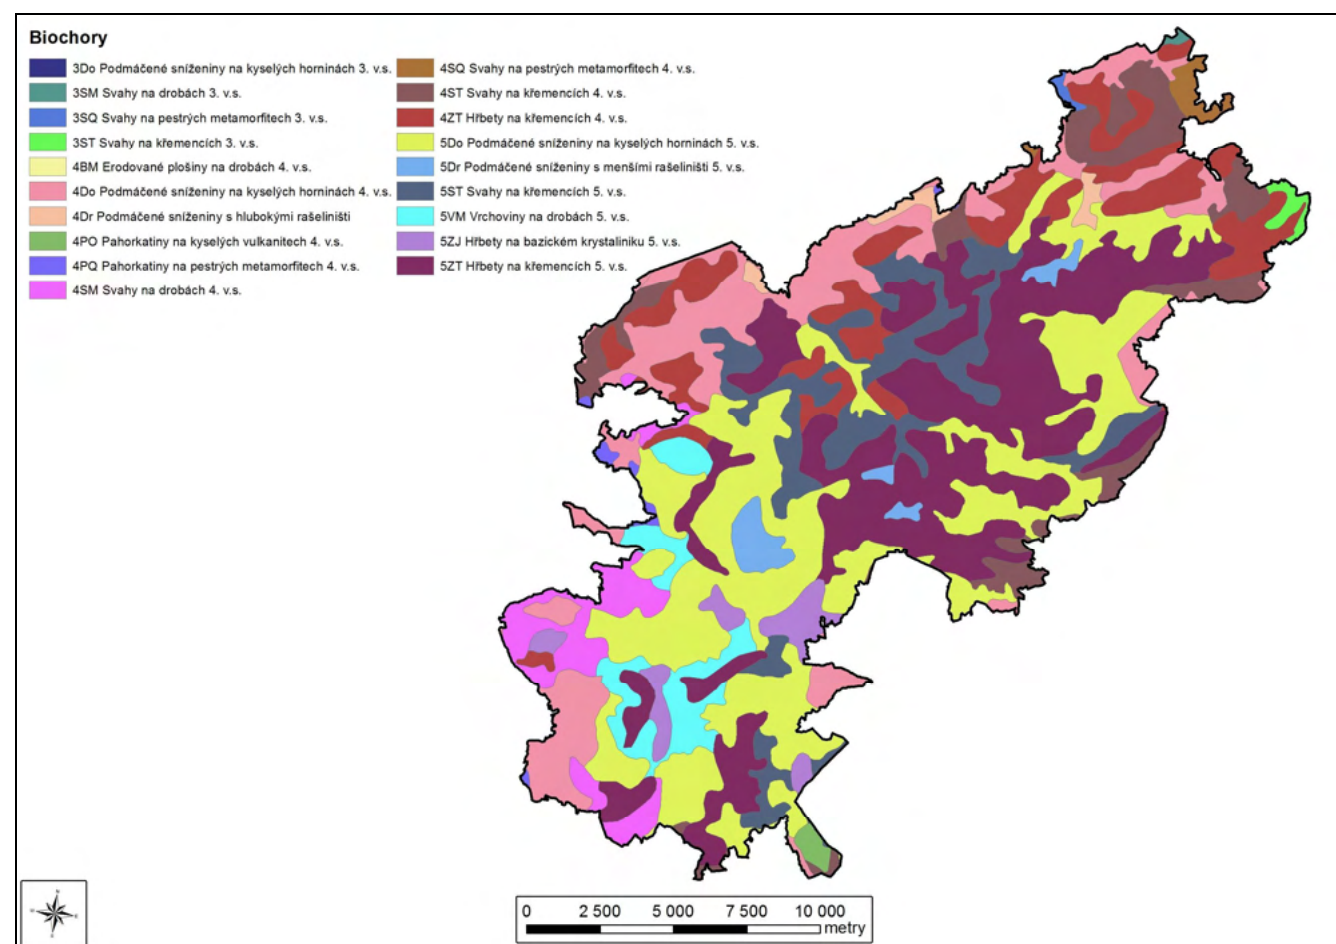 Biochory
3Do Podmáčené sníženiny na kyselých horninách 3. v.s.
3SM Svahy na drobách 3. v.s.
3SQ Svahy na pestrých metamorfitech 3. v.s.
3ST Svahy na křemencích 3. v.s.
4BM Erodované plošiny na drobách 4. v.s.
4Do Podmáčené sníženiny na kyselých horninách 4. v.s.
4Dr Podmáčené sníženiny s hlubokými rašeliništi
4PO Pahorkatiny na kyselých vulkanitech 4. v.s.
4PQ Pahorkatiny na pestrých metamorfitech 4. v.s.
4SM Svahy na drobách 4. v.s.
4SQ Svahy na pestrých metamorfitech 4. v.s.
4ST Svahy na křemencích 4. v.s.
4ZT Hřbety na křemencích 4. v.s.
5Do Podmáčené sníženiny na kyselých horninách 5. v.s.
5Dr Podmáčené sníženiny s menšími rašeliništi 5. v.s.
5ST Svahy na křemencích 5. v.s.
5VM Vrchoviny na drobách 5. v.s.
5ZJ Hřbety na bazickém krystaliniku 5. v.s.
5ZT Hřbety na křemencích 5. v.s.
0 2 500 5 000 7 500 10 000
metry